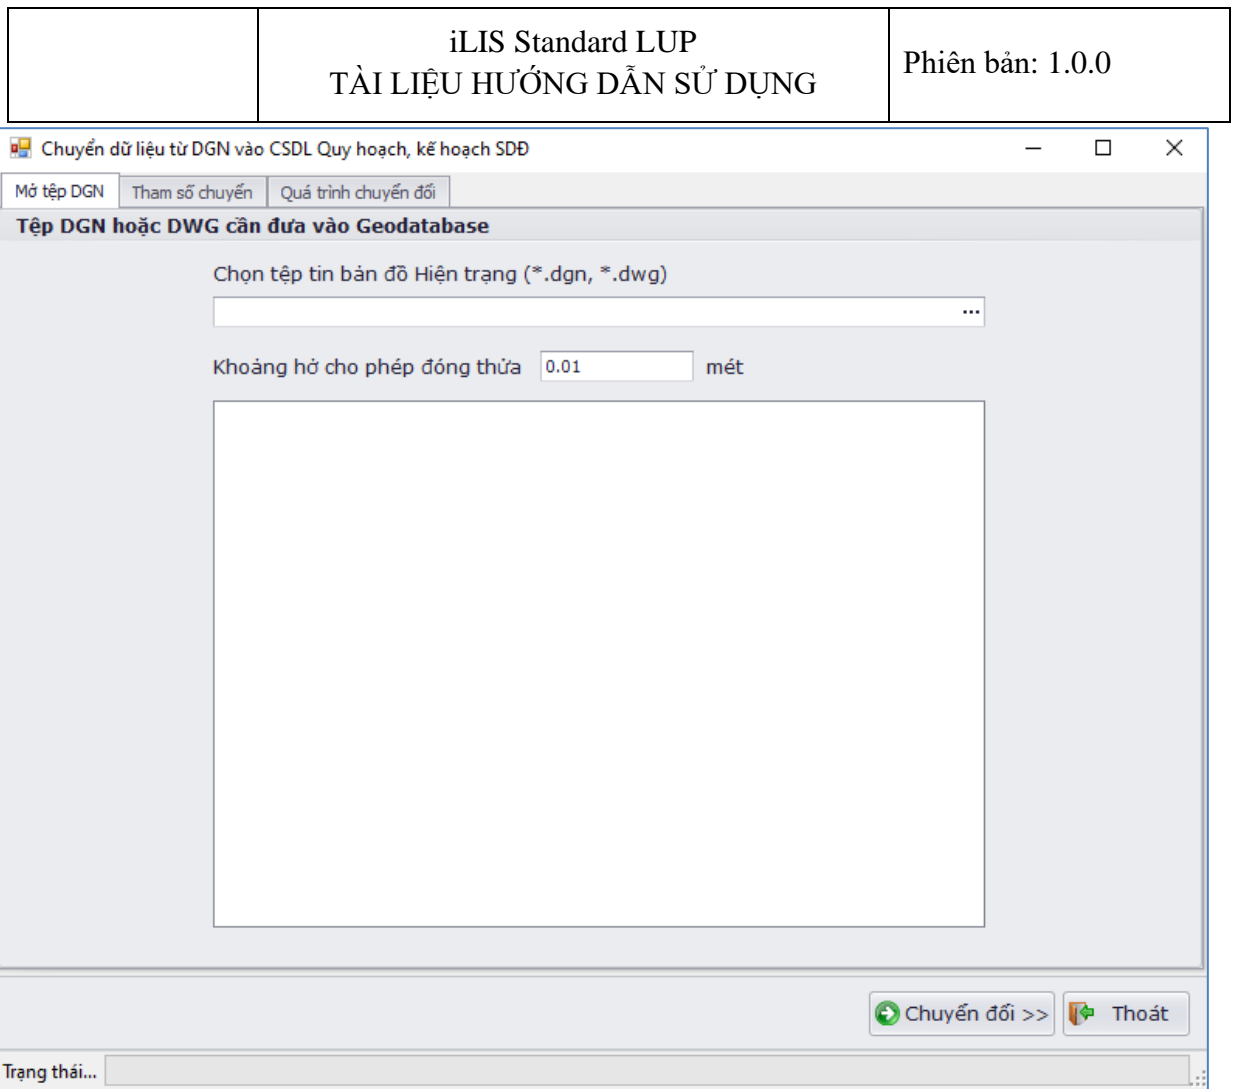 iLIS Standard LUP
TÀI LIỆU HƯỚNG DẪN SỬ DỤNG
Phiên bản: 1.0.0
Chuyển dữ liệu từ DGN vào CSDL Quy hoạch, kế hoạch SDĐ
Mở tệp DGN
Tham số chuyển
Quá trình chuyển đổi
Tệp DGN hoặc DWG cần đưa vào Geodatabase
Chọn tệp tin bản đồ Hiện trạng (*.dgn, *.dwg)
...
Khoảng hở cho phép đóng thửa 0.01 mét
Chuyển đổi >>
Thoát
Trạng thái...